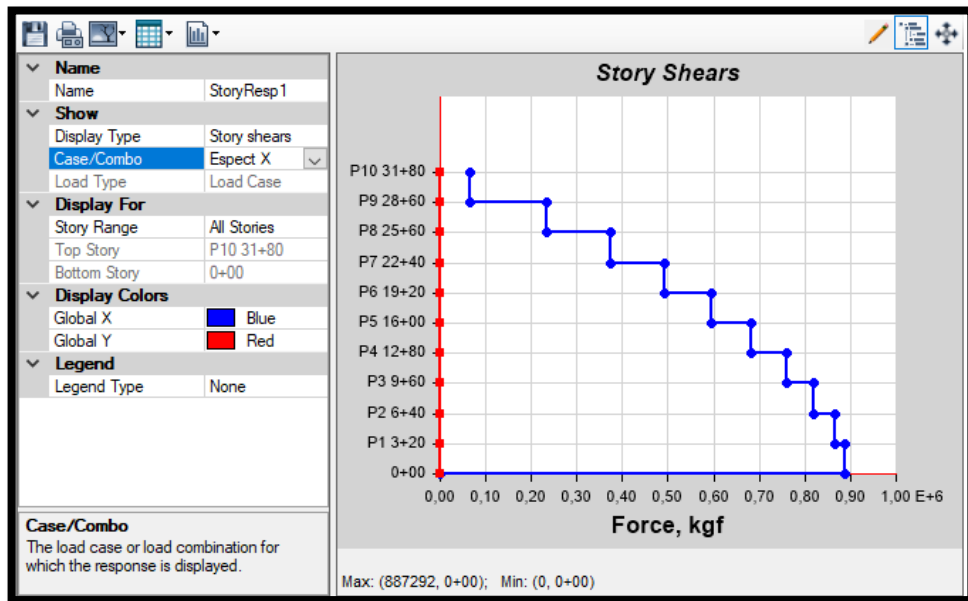 Name
Name StoryResp1
Show
Display Type Story shears
Case/Combo Espect X
Load Type Load Case
Display For
Story Range All Stories
Top Story P10 31+80
Bottom Story 0+00
Display Colors
Global X Blue
Global Y Red
Legend
Legend Type None
Case/Combo
The load case or load combination for
which the response is displayed.
Story Shears
P10 31+80
P9 28+60
P8 25+60
P7 22+40
P6 19+20
P5 16+00
P4 12+80
P3 9+60
P2 6+40
P1 3+20
0+00
0,00 0,10 0,20 0,30 0,40 0,50 0,60 0,70 0,80 0,90 1,00 E+6
Force, kgf
Max: (887292, 0+00); Min: (0, 0+00)